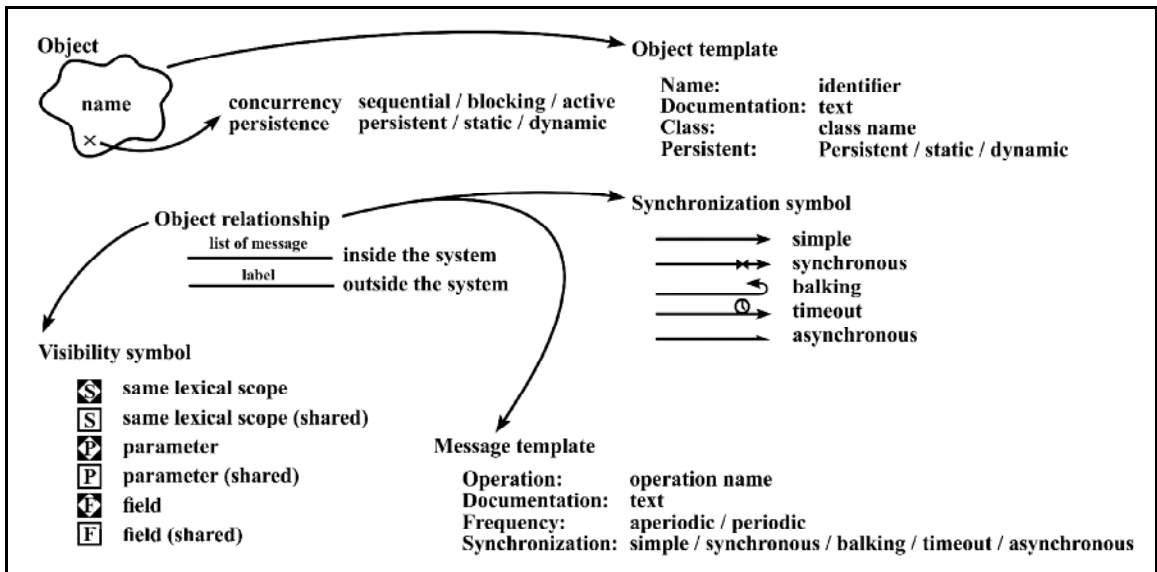 Object
name
×
concurrency sequential / blocking / active
persistence persistent / static / dynamic
Object template
Name: identifier
Documentation: text
Class: class name
Persistent: Persistent / static / dynamic
Object relationship
list of message
inside the system
label
outside the system
Synchronization symbol
simple
synchronous
balking
timeout
asynchronous
Visibility symbol
S same lexical scope
S same lexical scope (shared)
P parameter
P parameter (shared)
F field
F field (shared)
Message template
Operation: operation name
Documentation: text
Frequency: aperiodic / periodic
Synchronization: simple / synchronous / balking / timeout / asynchronous